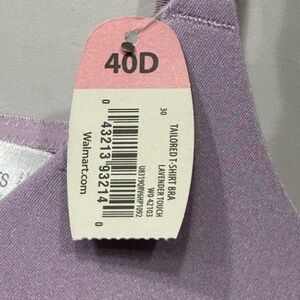 40D
30
TAILORED T-SHIRT BRA
LAVENDER TOUCH
WO 42103
0 43213 93214 0
Walmart.com